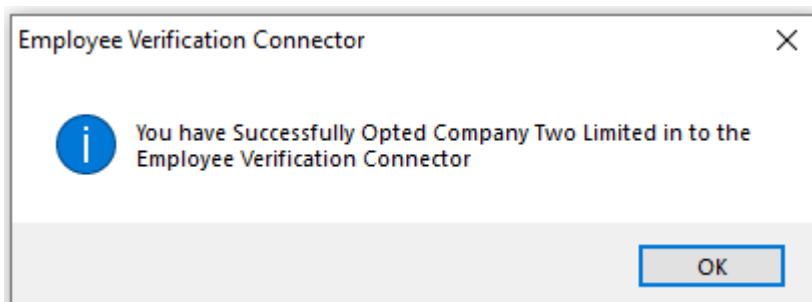 Employee Verification Connector
You have Successfully Opted Company Two Limited in to the
Employee Verification Connector
OK